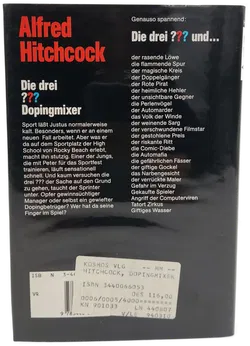 Alfred
Hitchcock
Die drei
???
Dopingmixer
Sport läßt Justus normalerweise
kalt. Besonders, wenn er an einem
neuen Fall arbeitet. Aber was er
da auf dem Sportplatz der High
School von Rocky Beach erlebt,
macht ihn stutzig. Einer der Jungs,
die mit Peter für das Sportfest
trainieren, läuft sensationell
schnell. Und kaum versuchen die
drei ??? der Sache auf den Grund
zu gehen, taucht der Sprinter
unter. Opfer gewinnsüchtiger
Manager oder selbst ein gewiefter
Dopingbetrüger? Wer hat da seine
Finger im Spiel?
Genauso spannend:
Die drei ??? und...
der rasende Löwe
die flammende Spur
der magische Kreis
der Doppelgänger
der Rote Pirat
der heimliche Hehler
der unsichtbare Gegner
die Perlenvögel
der Automarder
das Volk der Winde
der weinende Sarg
der verschwundene Filmstar
der gestohlene Preis
der riskante Ritt
die Comic-Diebe
die Automafia
die gefährlichen Fässer
der giftige Gockel
das Narbengesicht
der verrückte Maler
Gefahr im Verzug
Gekaufte Spieler
Angriff der Computerviren
Tatort Zirkus
Giftiges Wasser
KOSMOS VLG
HITCHCOCK, DOPINGMIXER